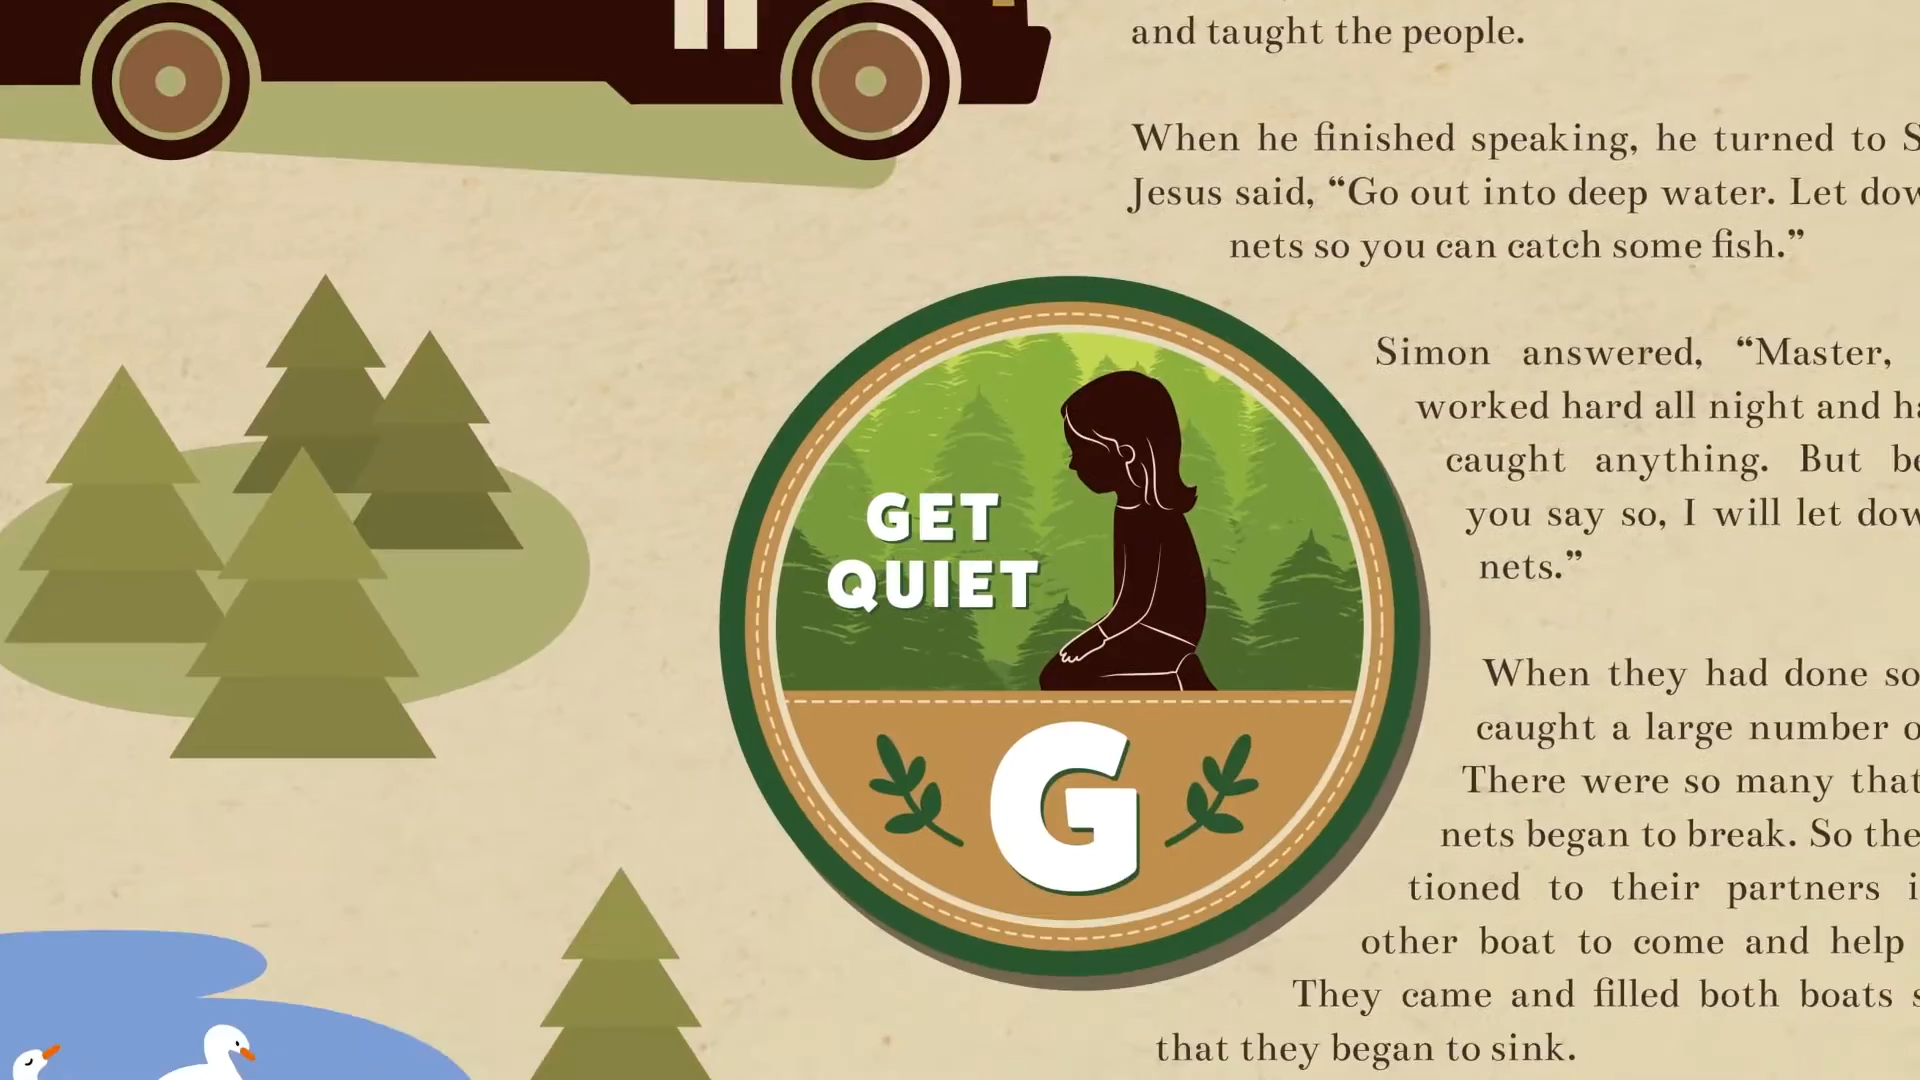 and taught the people.
When he finished speaking, he turned to
Jesus said, “Go out into deep water. Let
nets so you can catch some fish.”
Simon answered, “Master,
worked hard all night and
caught anything. But
you say so, I will let
nets.”
When they had done so
caught a large number
There were so many that
nets began to break. So
tioned to their partners
other boat to come and help
They came and filled both boats
that they began to sink.
GET
QUIET
G